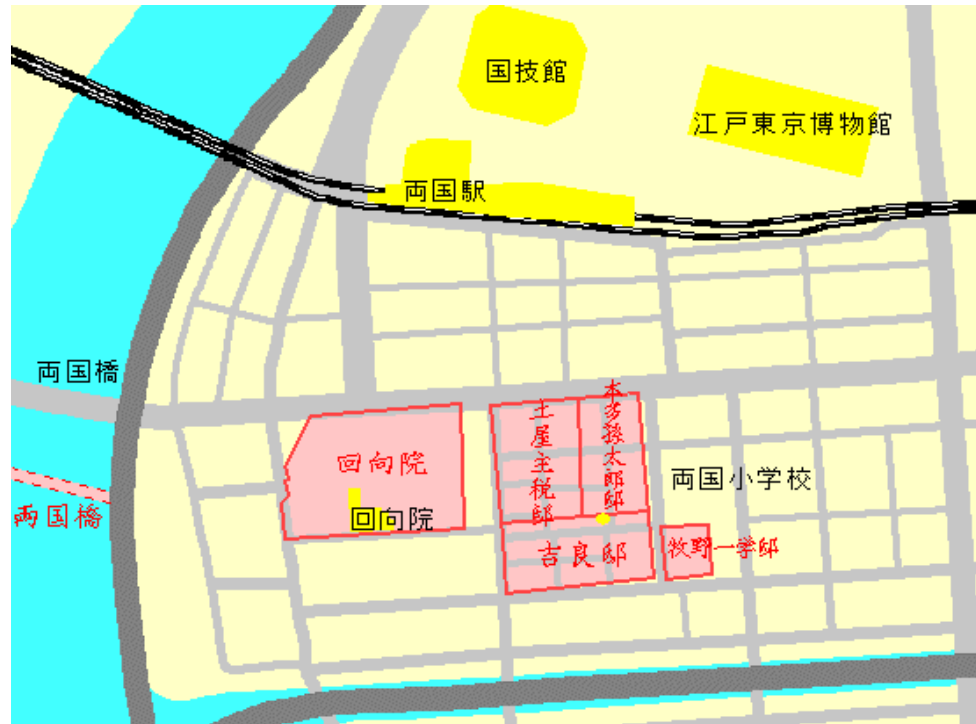 国技館
江戸東京博物館
両国駅
両国橋
本多孫太郎邸
土屋主税邸
回向院
両国小学校
両国橋
回向院
吉良邸
牧野一学邸